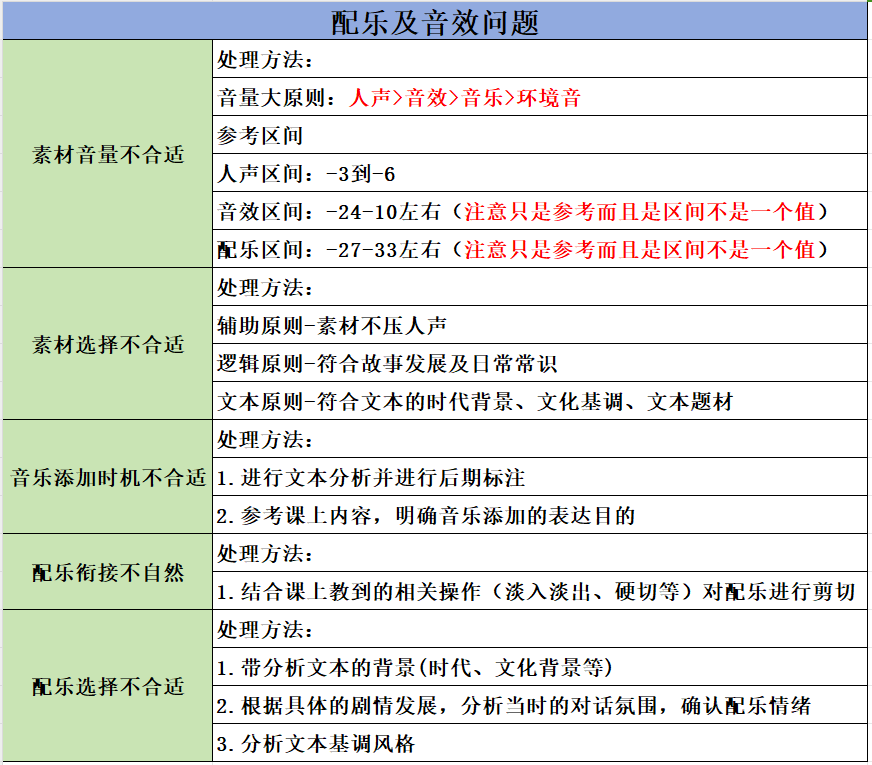 配乐及音效问题
素材音量不合适
处理方法：
音量大原则：人声>音效>音乐>环境音
参考区间
人声区间：-3到-6
音效区间：-24-10左右（注意只是参考而且是区间不是一个值）
配乐区间：-27-33左右（注意只是参考而且是区间不是一个值）
素材选择不合适
处理方法：
辅助原则-素材不压人声
逻辑原则-符合故事发展及日常常识
文本原则-符合文本的时代背景、文化基调、文本题材
音乐添加时机不合适
处理方法：
1.进行文本分析并进行后期标注
2.参考课上内容，明确音乐添加的表达目的
配乐衔接不自然
处理方法：
1.结合课上教到的相关操作（淡入淡出、硬切等）对配乐进行剪切
配乐选择不合适
处理方法：
1.带分析文本的背景(时代、文化背景等)
2.根据具体的剧情发展，分析当时的对话氛围，确认配乐情绪
3.分析文本基调风格